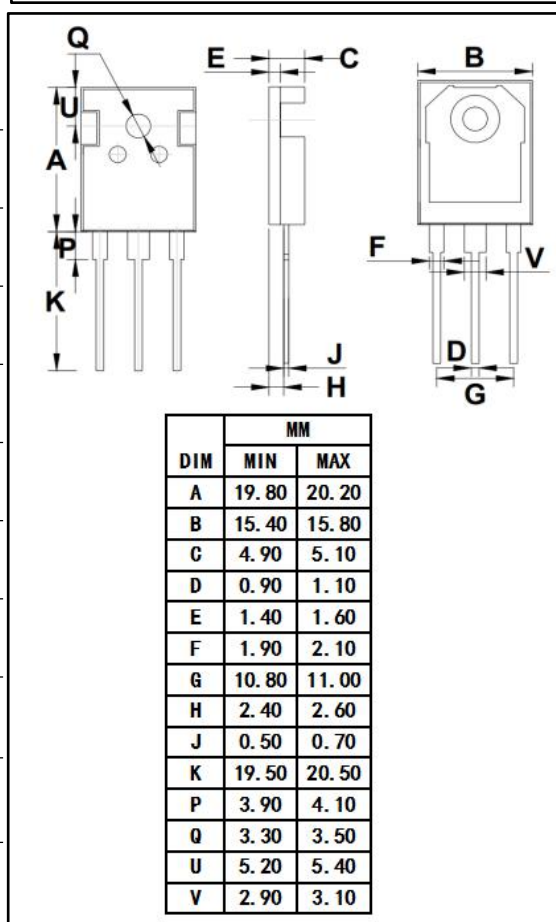 Q
E
C
B
U
A
P
F
V
K
J
D
H
G
MM
DIM MIN MAX
A 19.80 20.20
B 15.40 15.80
C 4.90 5.10
D 0.90 1.10
E 1.40 1.60
F 1.90 2.10
G 10.80 11.00
H 2.40 2.60
J 0.50 0.70
K 19.50 20.50
P 3.90 4.10
Q 3.30 3.50
U 5.20 5.40
V 2.90 3.10